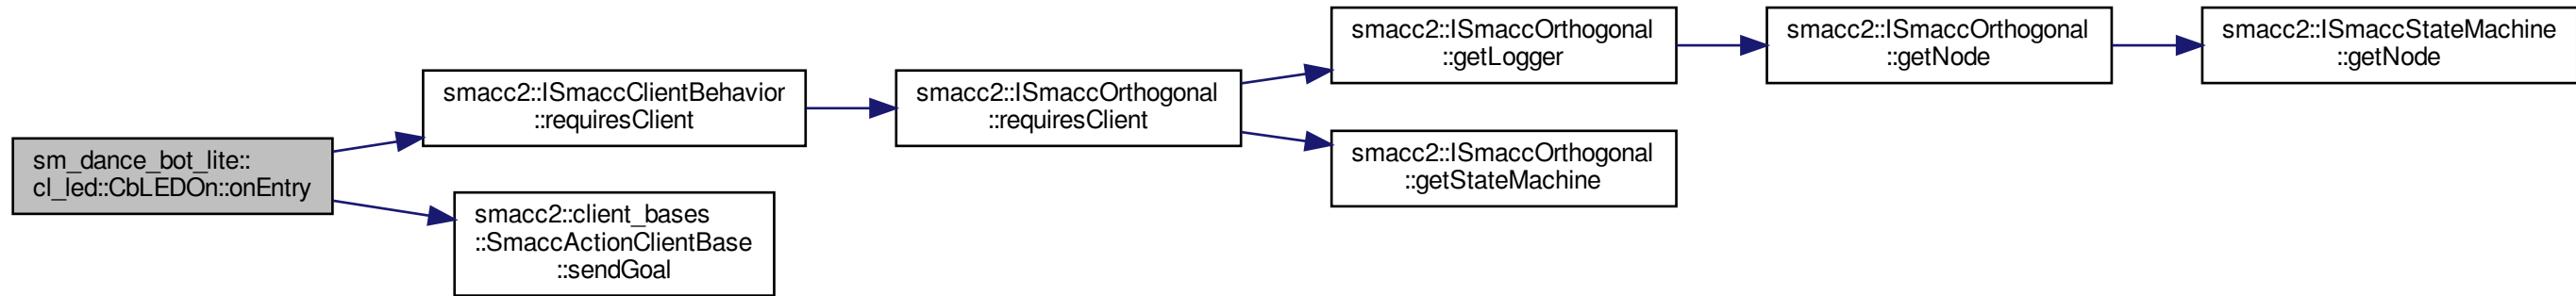 sm_dance_bot_lite::
cl_led::CbLEDOn::onEntry
smacc2::ISmaccClientBehavior
::requiresClient
smacc2::ISmaccOrthogonal
::requiresClient
smacc2::ISmaccOrthogonal
::getLogger
smacc2::ISmaccOrthogonal
::getNode
smacc2::ISmaccStateMachine
::getNode
smacc2::ISmaccOrthogonal
::getStateMachine
smacc2::client_bases
::SmaccActionClientBase
::sendGoal